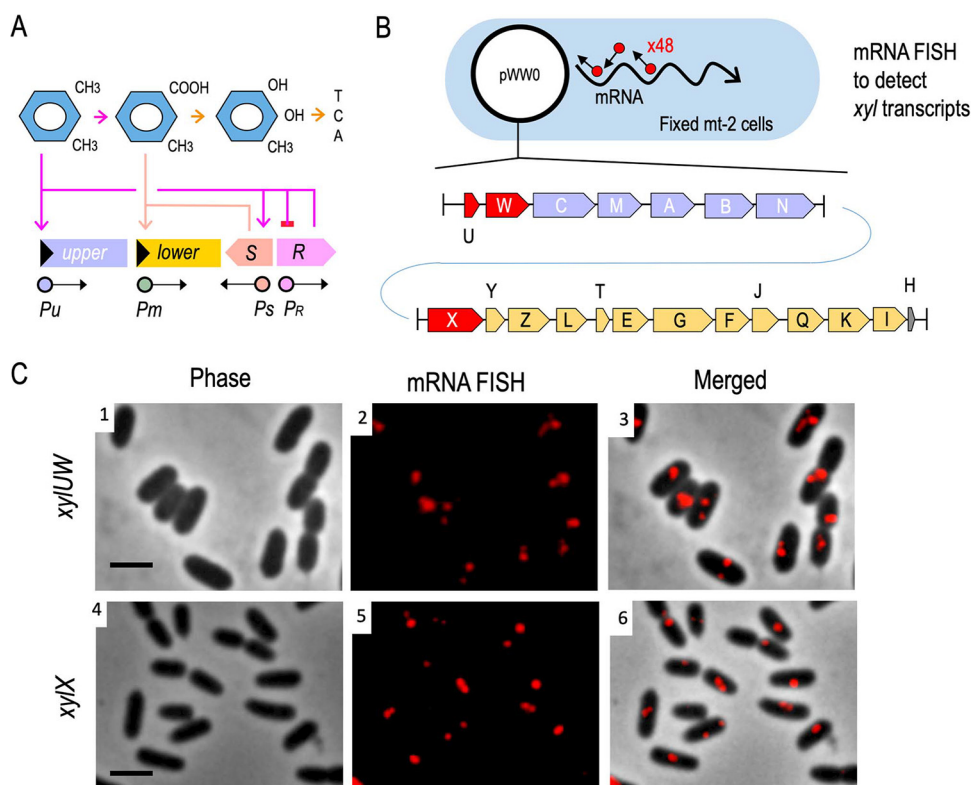 A
CH3
CH3
COOH
CH3
OH
OH
CH3
T
C
A
upper
lower
S
R
Pu
Pm
Ps
PR
B
pWW0
x48
mRNA
Fixed mt-2 cells
mRNA FISH
to detect
xyl transcripts
W C M A B N
U
Y T J H
X Z L E G F Q K I
C
Phase
mRNA FISH
Merged
xylUW
1
2
3
xylX
4
5
6